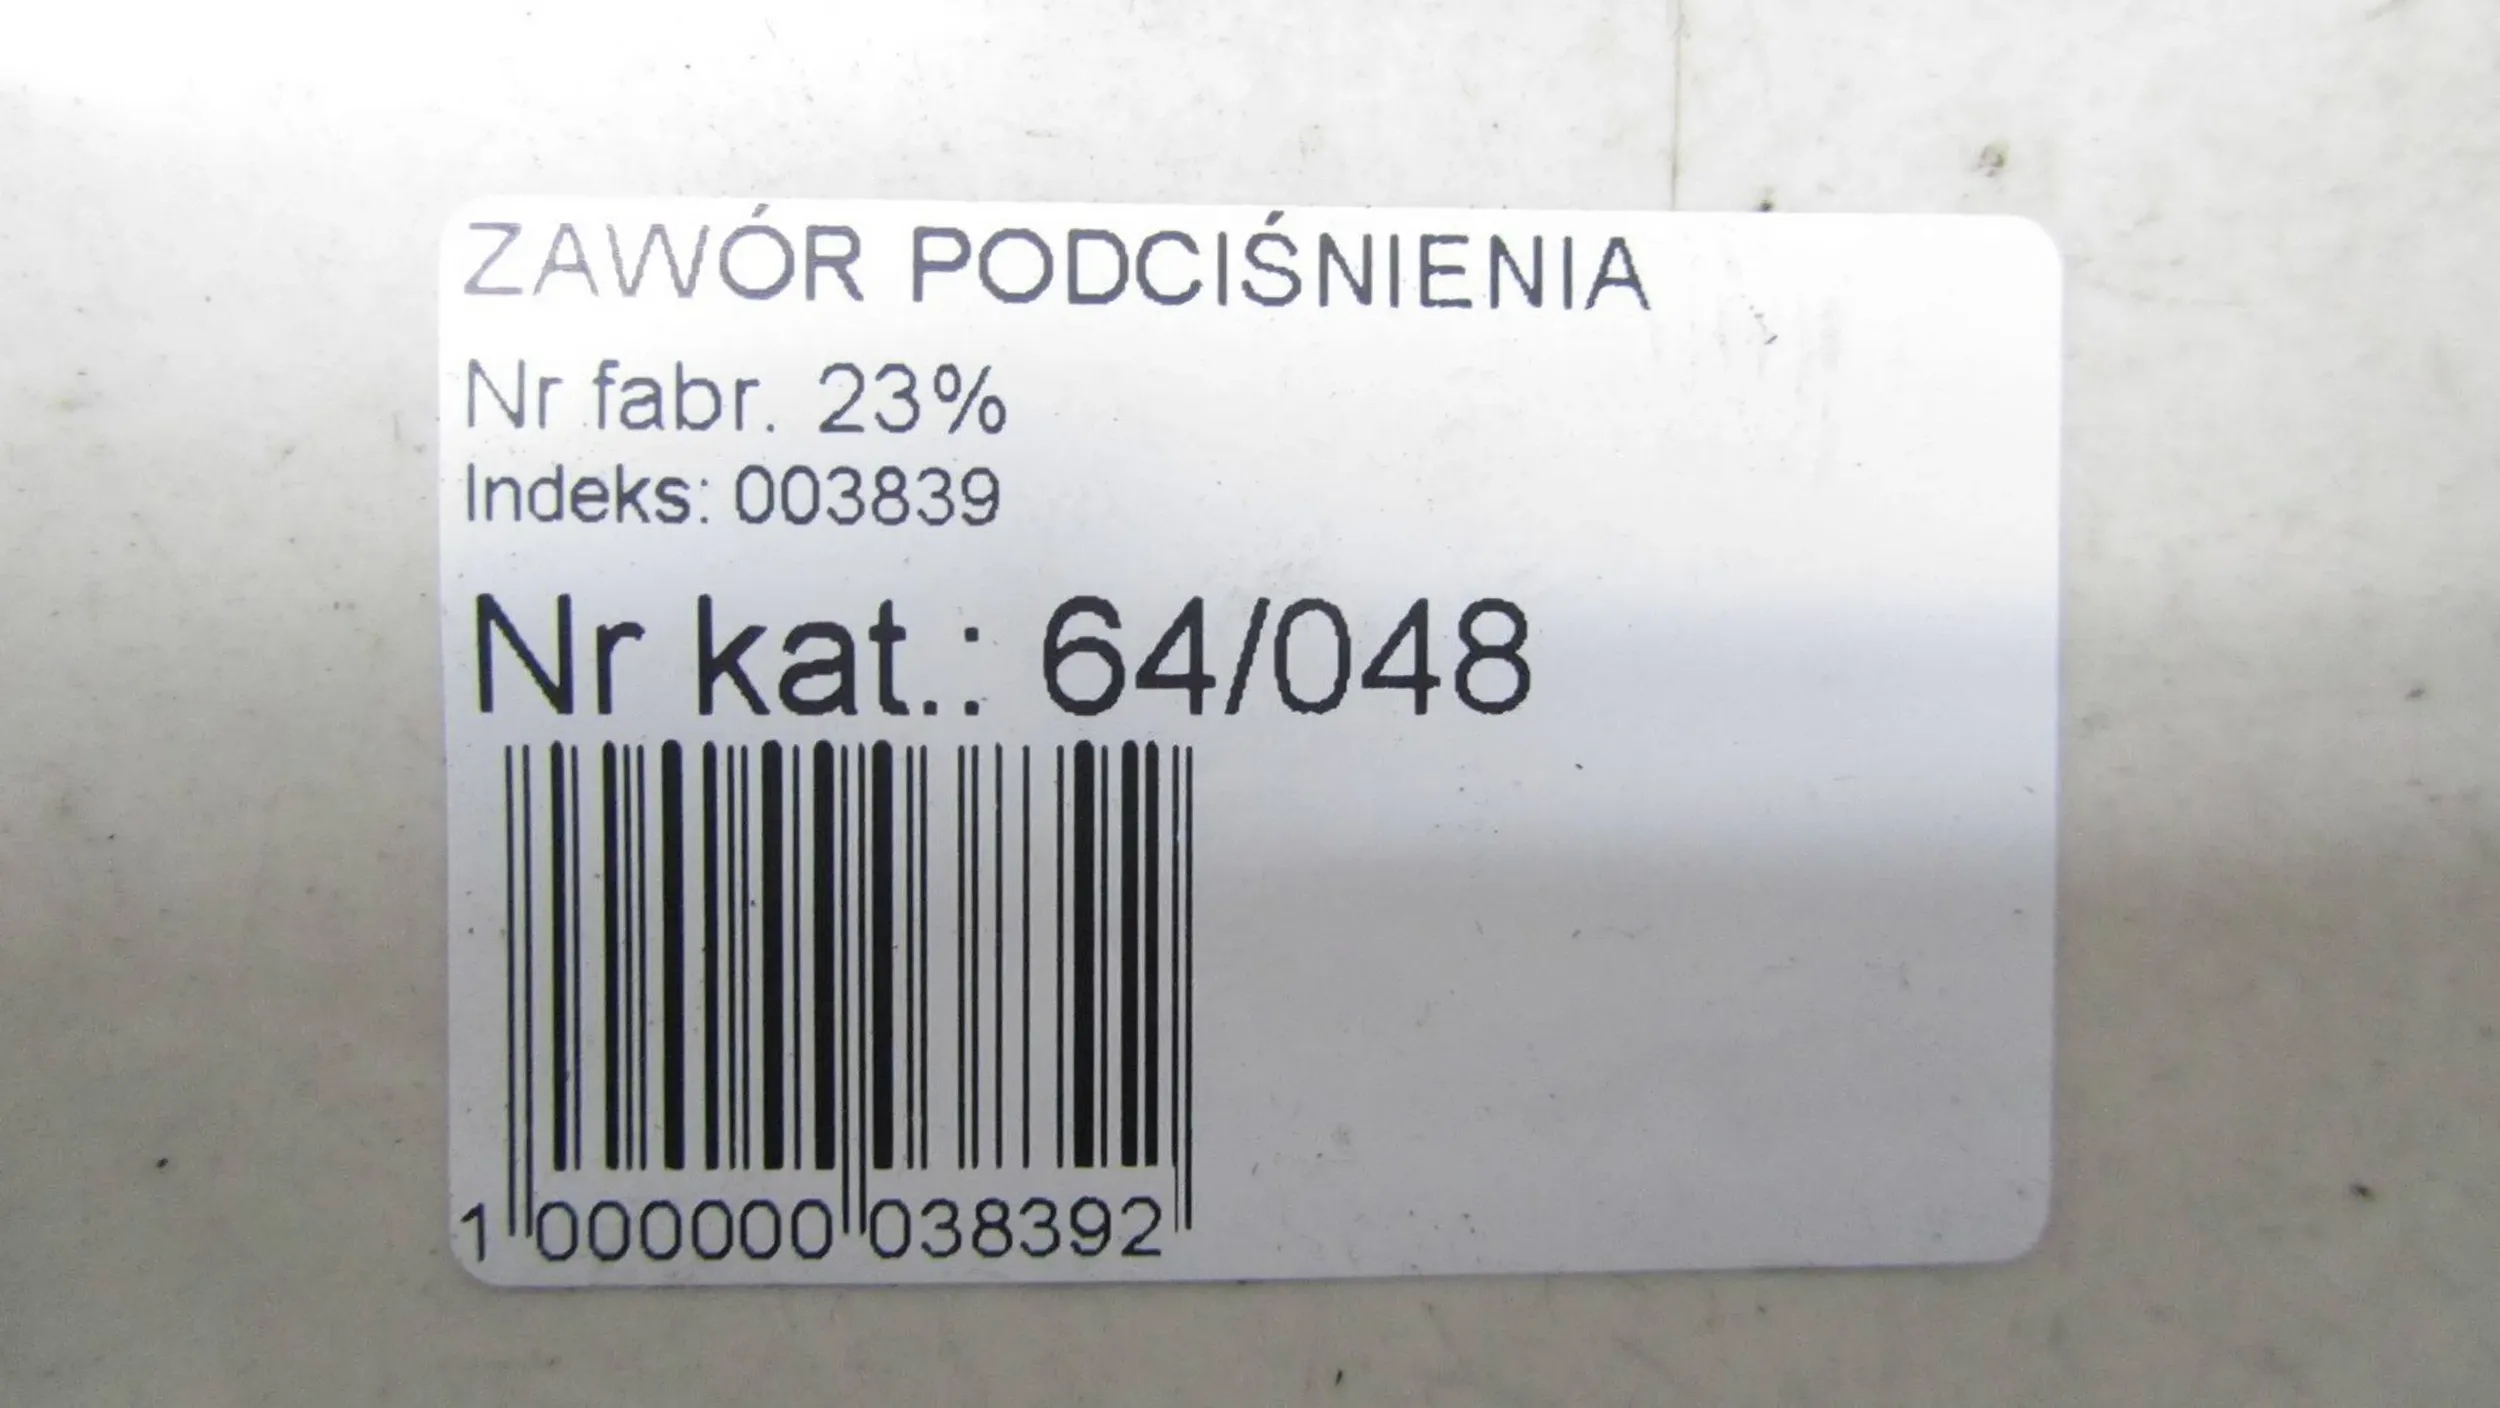 ZAWÓR PODCIŚNIENIA
Nr fabr. 23%
Indeks: 003839
Nr kat.: 64/048
1 000000 038392